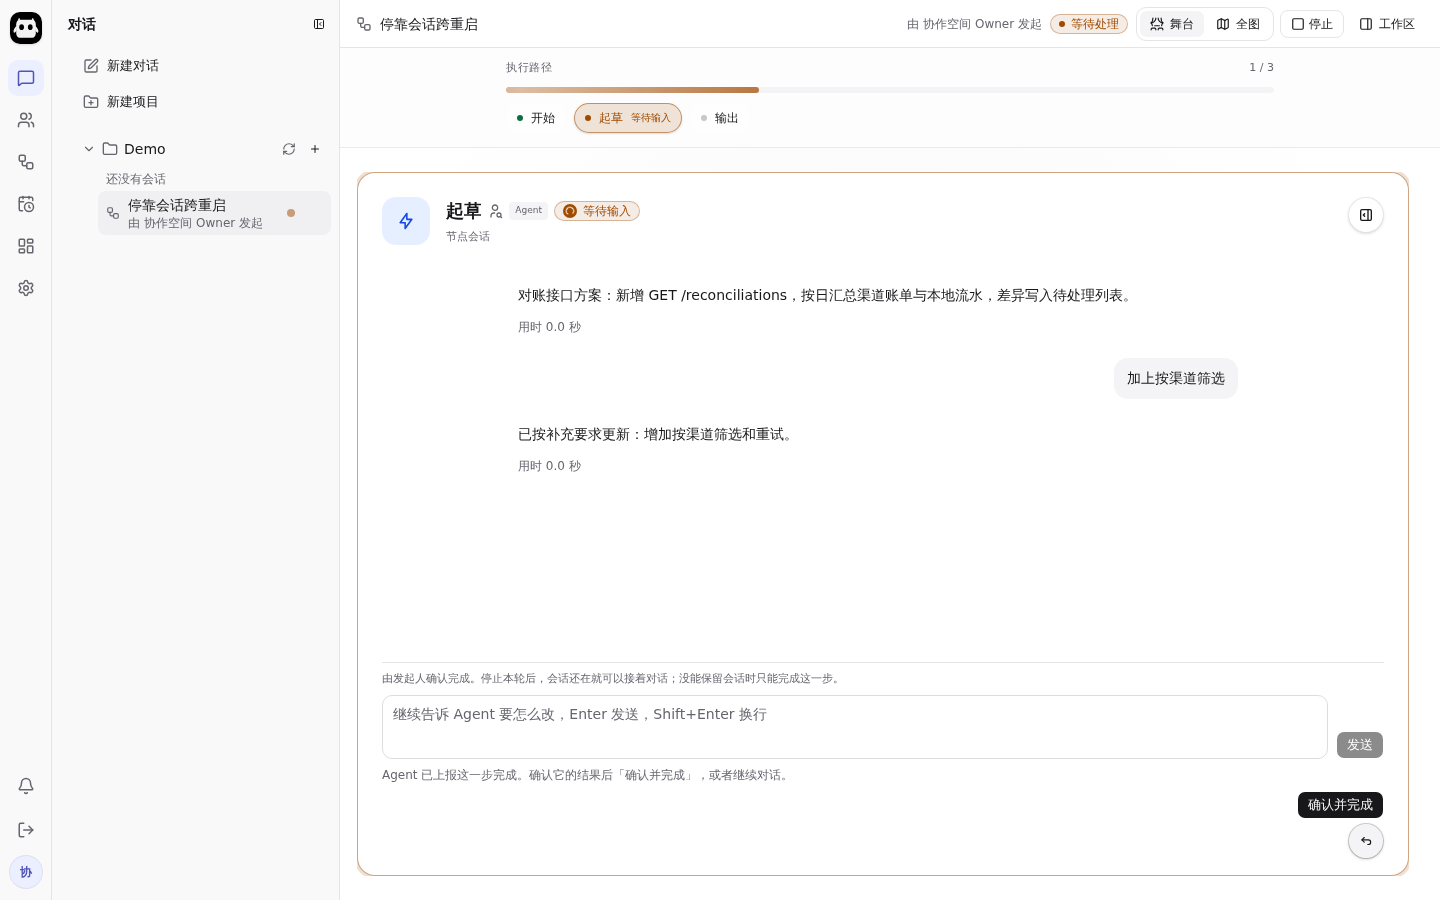 对话
新建对话
新建项目
Demo
还没有会话
停靠会话跨重启
由 协作空间 Owner 发起
协
停靠会话跨重启
由 协作空间 Owner 发起
等待处理
舞台
全图
停止
工作区
执行路径
1 / 3
开始
起草 等待输入
输出
起草
Agent
等待输入
节点会话
对账接口方案：新增 GET /reconciliations，按日汇总渠道账单与本地流水，差异写入待处理列表。
用时 0.0 秒
加上按渠道筛选
已按补充要求更新：增加按渠道筛选和重试。
用时 0.0 秒
由发起人确认完成。停止本轮后，会话还在就可以接着对话；没能保留会话时只能完成这一步。
继续告诉 Agent 要怎么改，Enter 发送，Shift+Enter 换行
发送
Agent 已上报这一步完成。确认它的结果后「确认并完成」，或者继续对话。
确认并完成